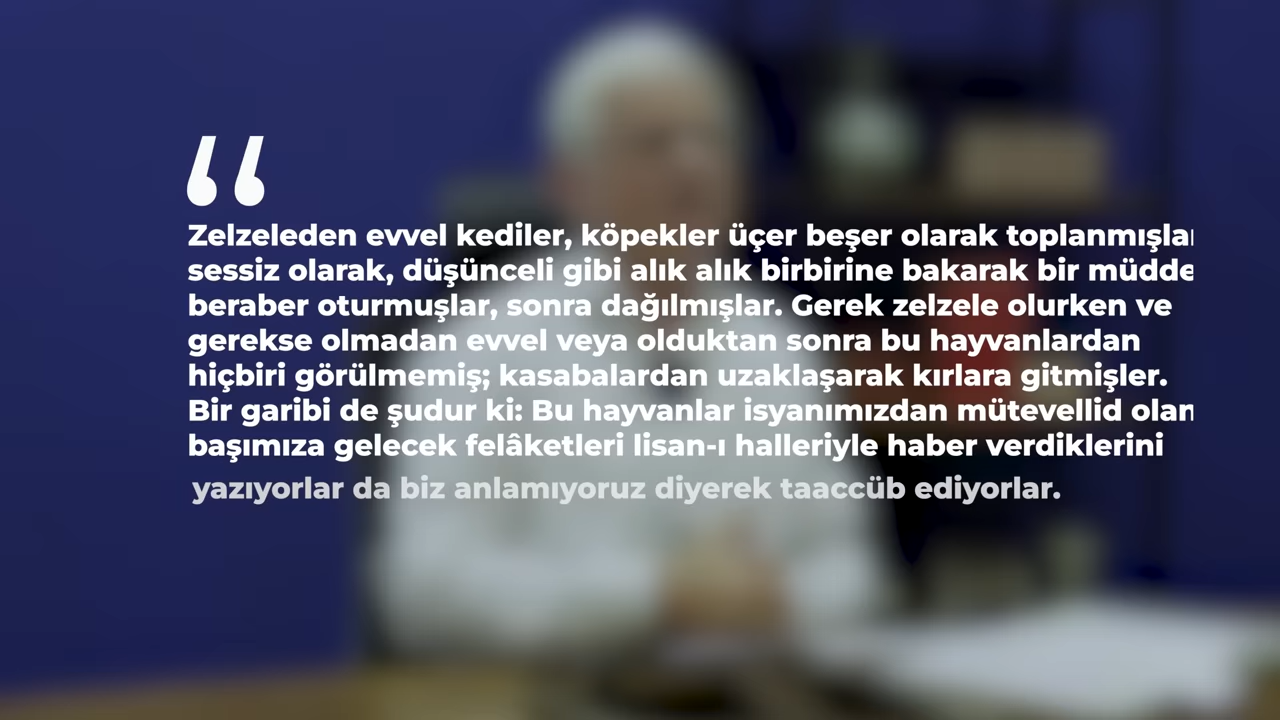 “
Zelzeleden evvel kediler, köpekler üçer beşer olarak toplanmışlar
sessiz olarak, düşünceli gibi alık alık birbirine bakarak bir müdde
beraber oturmuşlar, sonra dağılmışlar. Gerek zelzele olurken ve
gerekse olmadan evvel veya olduktan sonra bu hayvanlardan
hiçbiri görülmemiş; kasabalardan uzaklaşarak kırlara gitmişler.
Bir garibi de şudur ki: Bu hayvanlar isyanımızdan mütevellid olan
başımıza gelecek felâketleri lisan-ı halleriyle haber verdiklerini
yazıyorlar da biz anlamıyoruz diyerek taaccüb ediyorlar.